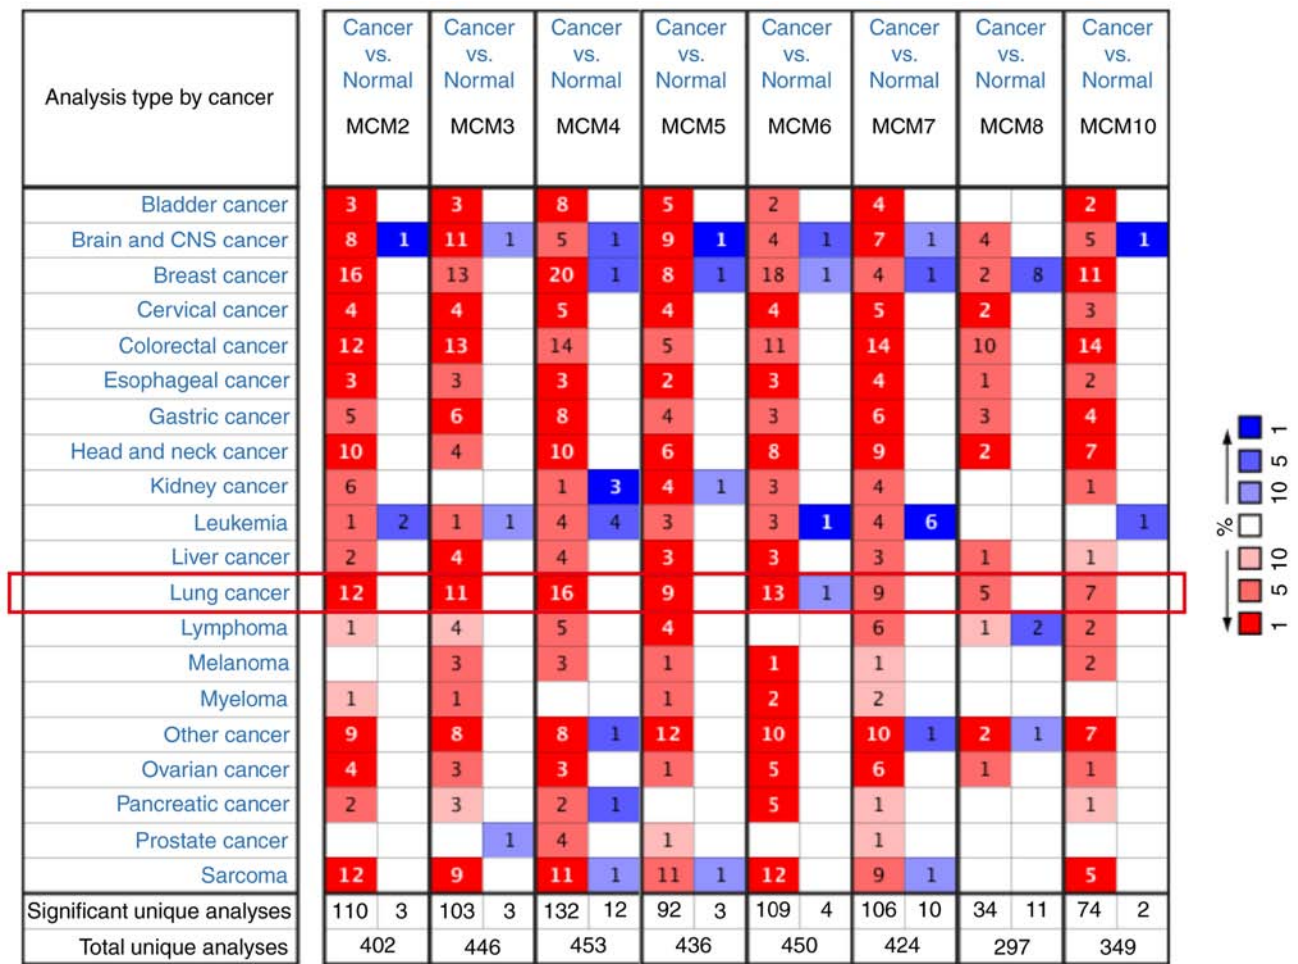 Analysis type by cancer
Cancer vs. Normal MCM2
Cancer vs. Normal MCM3
Cancer vs. Normal MCM4
Cancer vs. Normal MCM5
Cancer vs. Normal MCM6
Cancer vs. Normal MCM7
Cancer vs. Normal MCM8
Cancer vs. Normal MCM10
Bladder cancer 3 3 8 5 2 4 2
Brain and CNS cancer 8 1 11 1 5 1 9 1 4 1 7 1 4 5 1
Breast cancer 16 13 20 1 8 1 18 1 4 1 2 8 11
Cervical cancer 4 4 5 4 4 5 2 3
Colorectal cancer 12 13 14 5 11 14 10 14
Esophageal cancer 3 3 3 2 3 4 1 2
Gastric cancer 5 6 8 4 3 6 3 4
Head and neck cancer 10 4 10 6 8 9 2 7
Kidney cancer 6 1 3 4 1 3 4 1
Leukemia 1 2 1 1 4 4 3 3 1 4 6 1
Liver cancer 2 4 4 3 3 3 1 1
Lung cancer 12 11 16 9 13 1 9 5 7
Lymphoma 1 4 5 4 6 1 2 2
Melanoma 3 3 1 1 1 2
Myeloma 1 1 1 2 2
Other cancer 9 8 8 1 12 10 10 1 2 1 7
Ovarian cancer 4 3 3 1 5 6 1 1
Pancreatic cancer 2 3 2 1 5 1 1
Prostate cancer 1 4 1 1
Sarcoma 12 9 11 1 11 1 12 9 1 5
Significant unique analyses 110 3 103 3 132 12 92 3 109 4 106 10 34 11 74 2
Total unique analyses 402 446 453 436 450 424 297 349
1
5
10
%
10
5
1